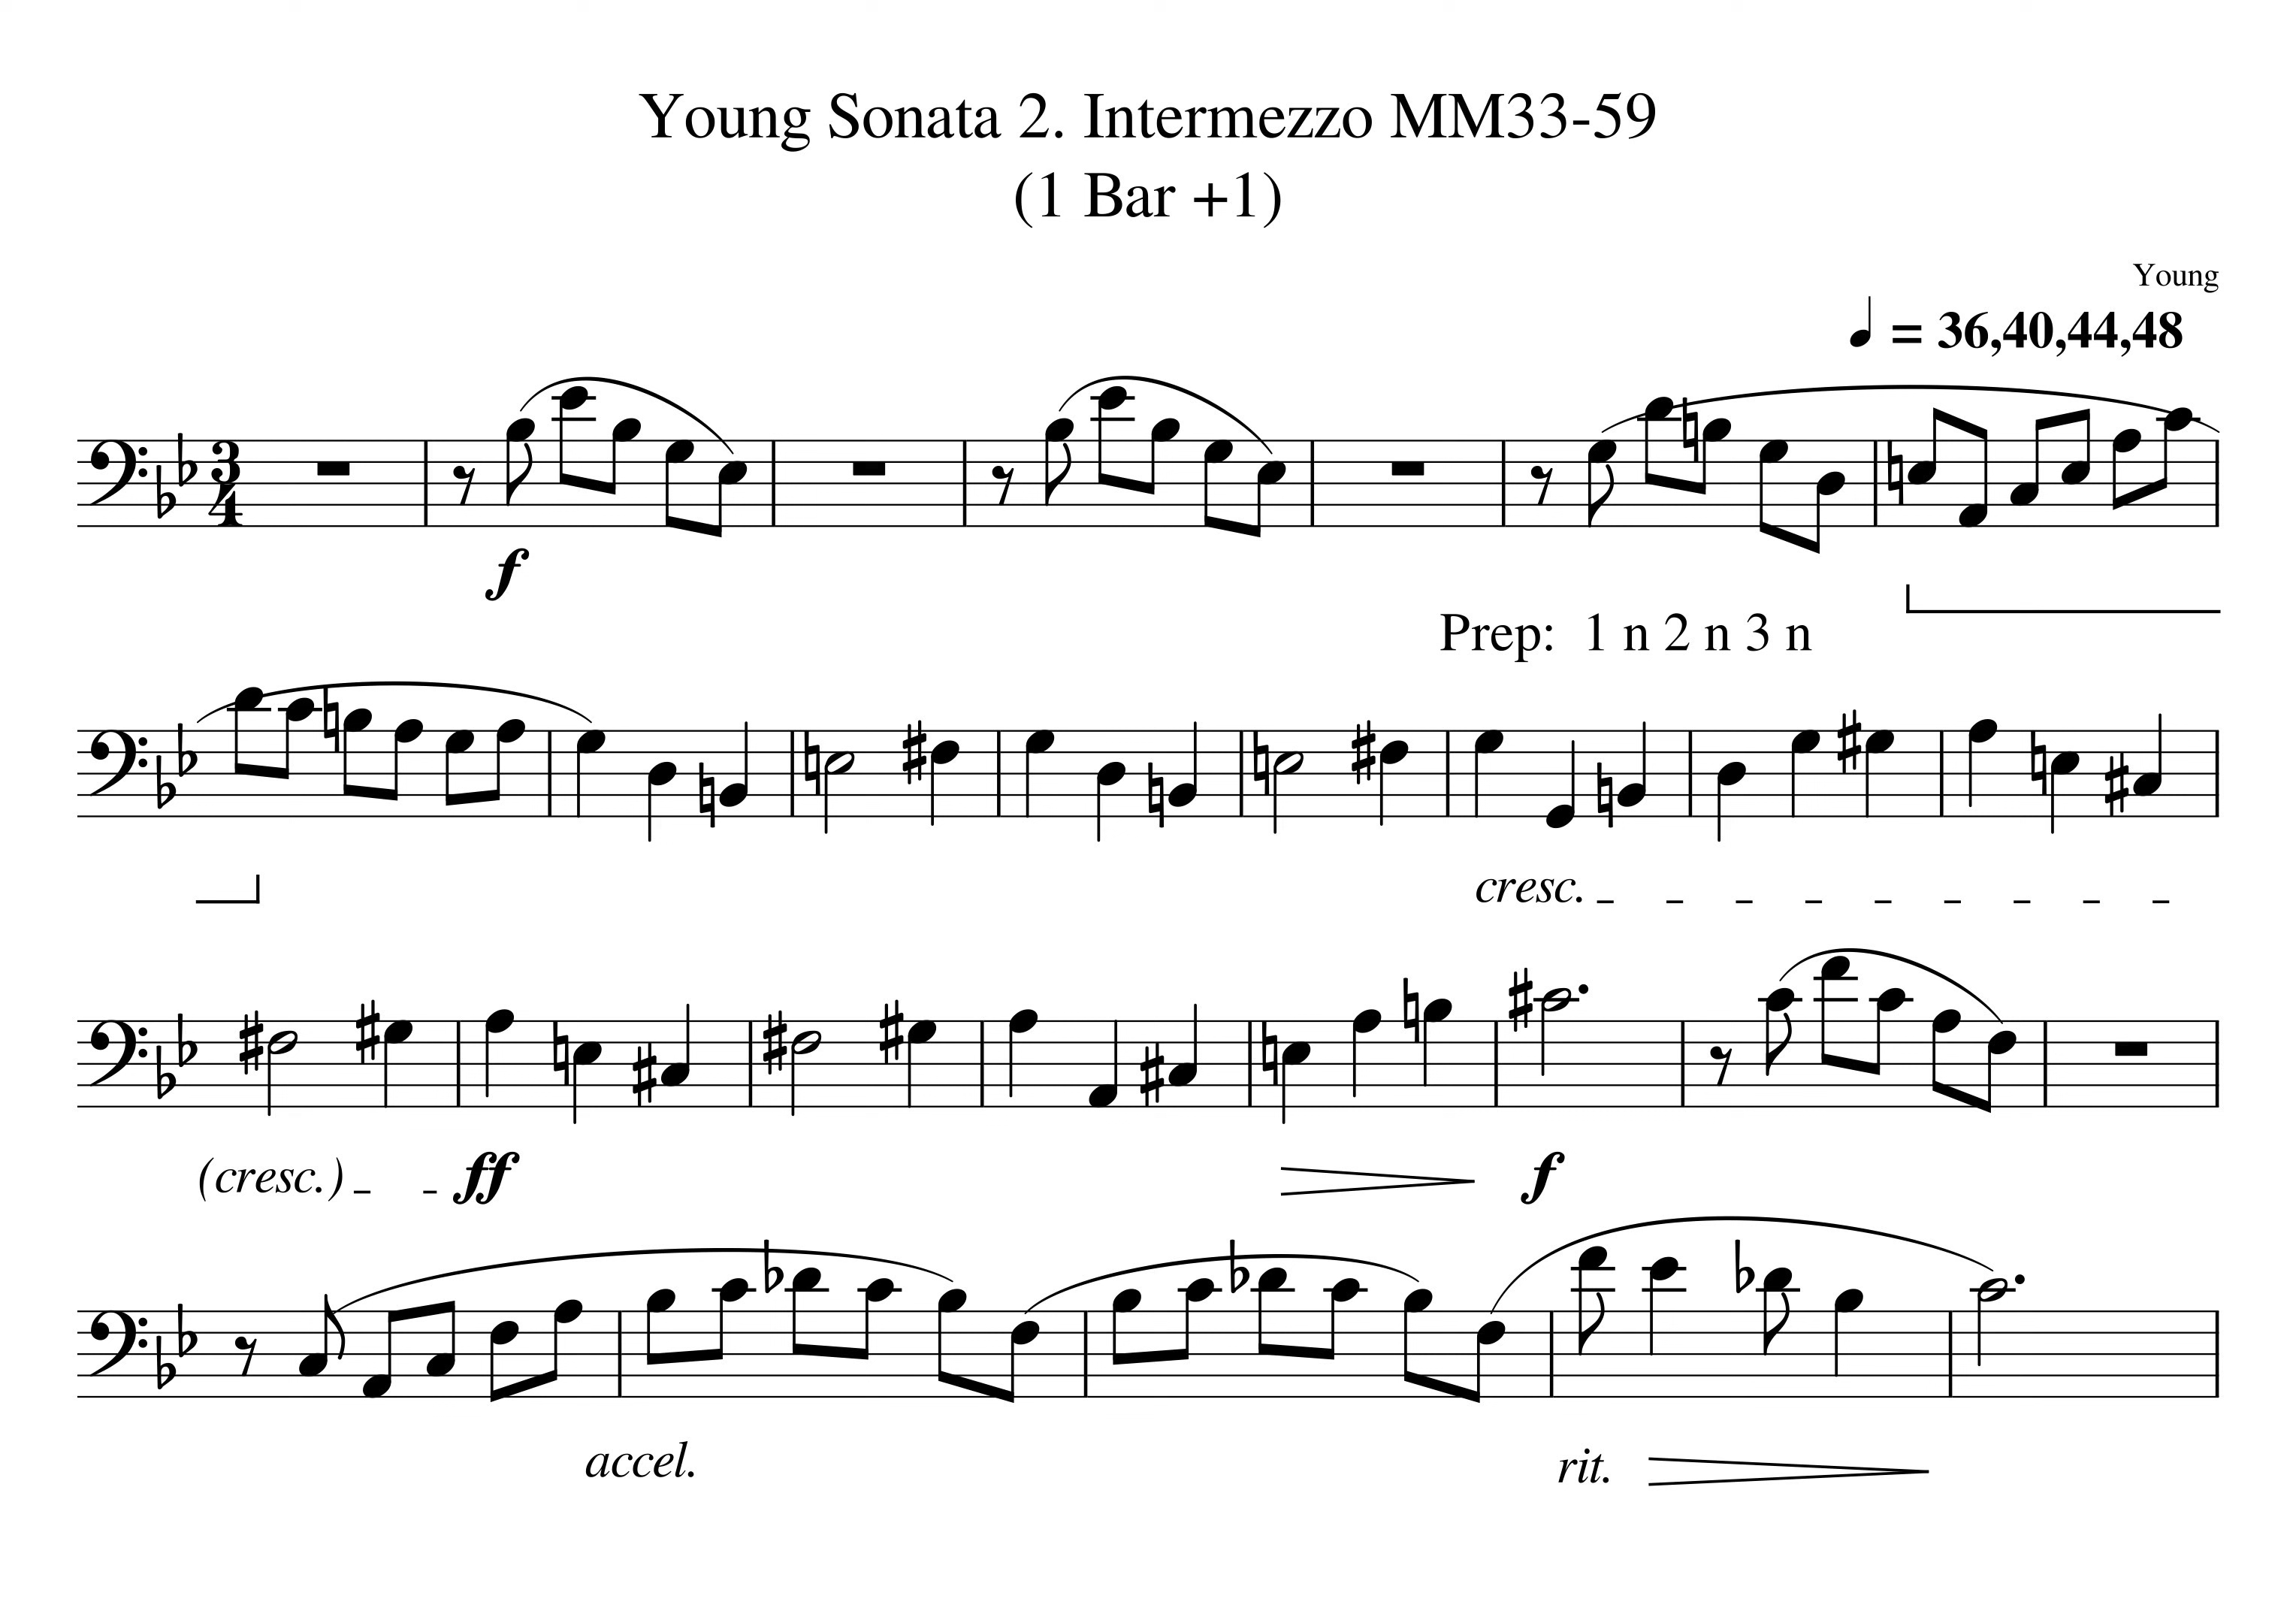 Young Sonata 2. Intermezzo MM33-59
(1 Bar +1)
Young
= 36,40,44,48
f
Prep: 1 n 2 n 3 n
cresc.
(cresc.) ff f
accel. rit.